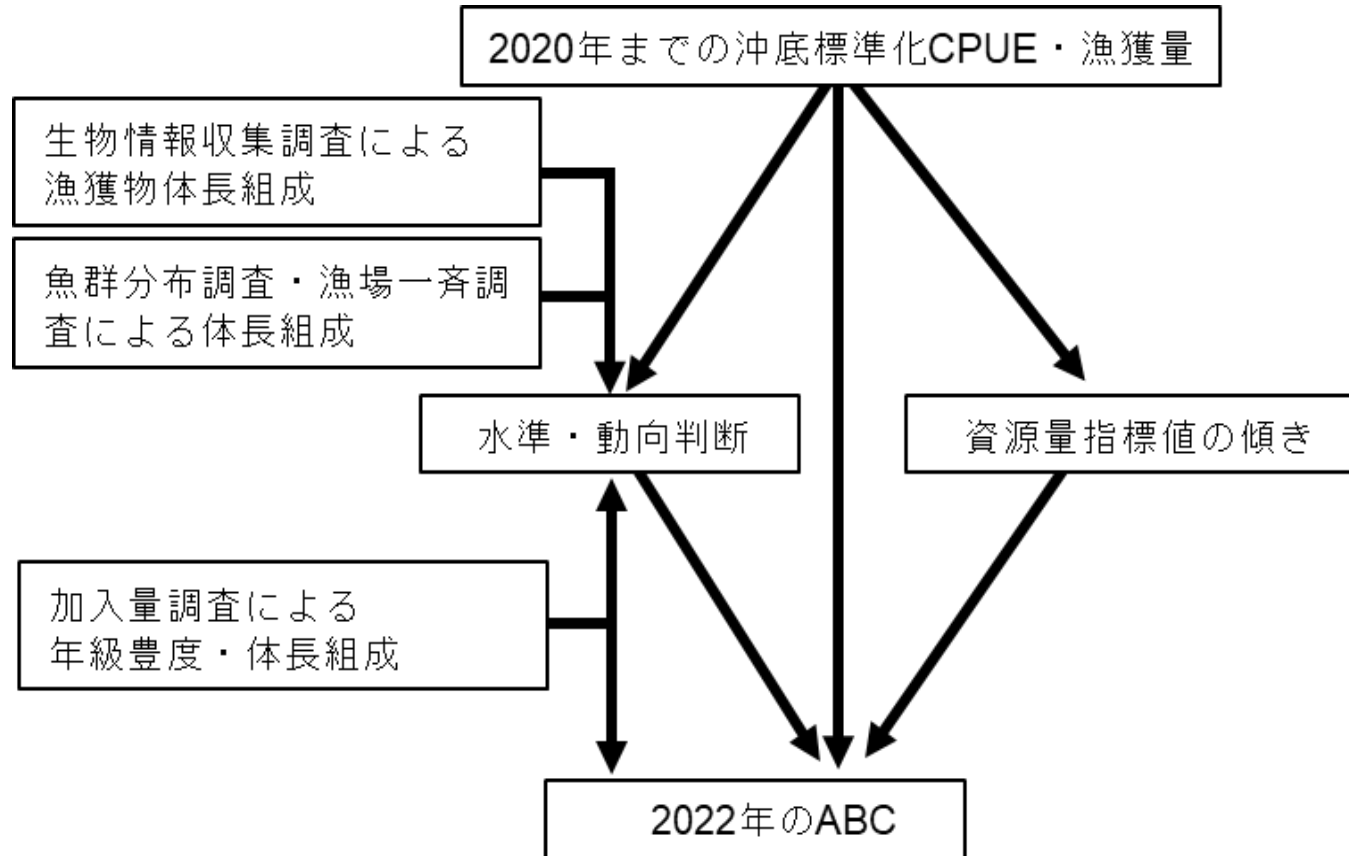 2020年までの沖底標準化CPUE・漁獲量
生物情報収集調査による
漁獲物体長組成
魚群分布調査・漁場一斉調
査による体長組成
水準・動向判断
資源量指標値の傾き
加入量調査による
年級豊度・体長組成
2022年のABC